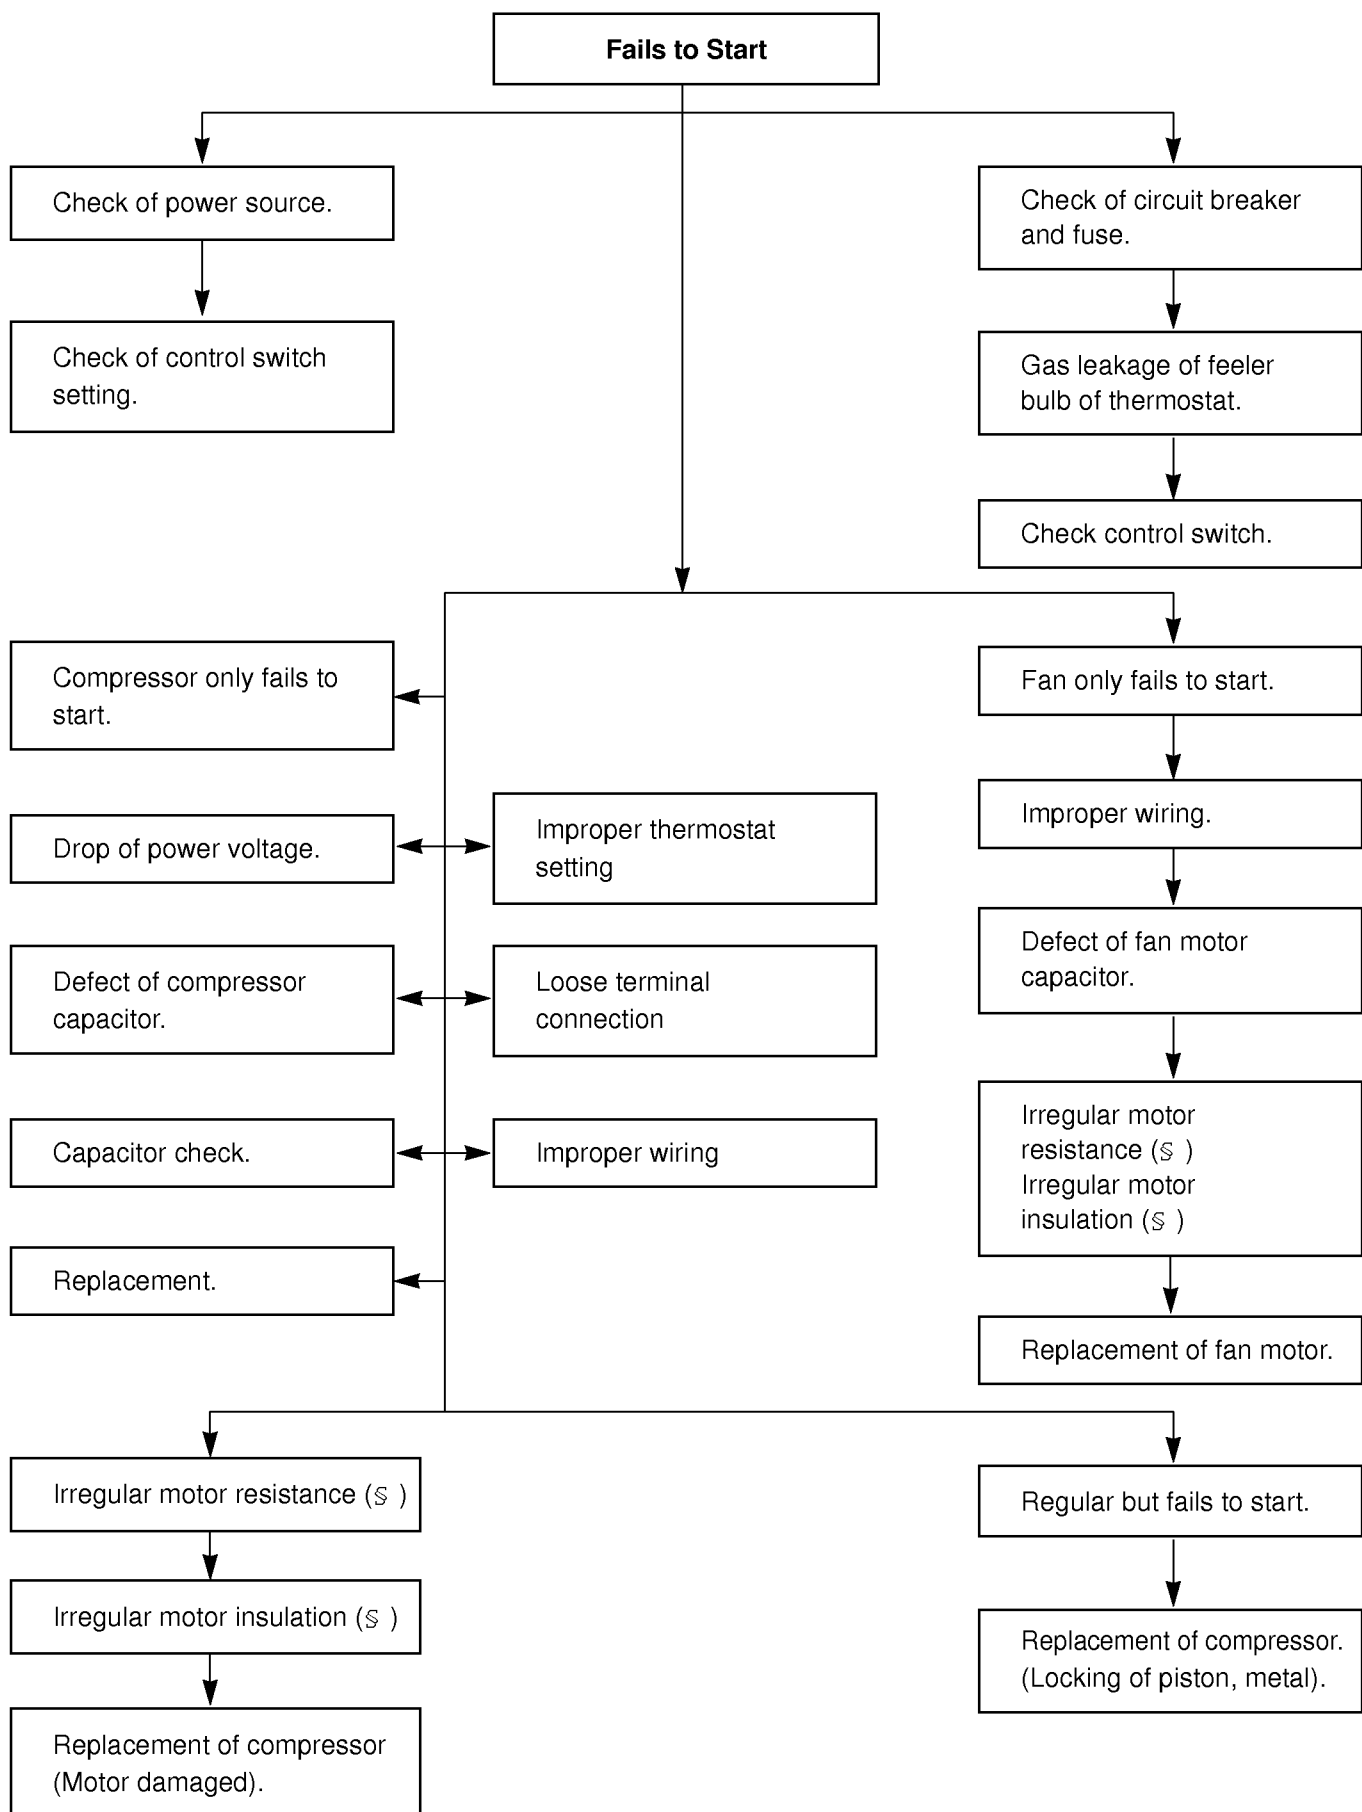 Fails to Start
Check of power source.
Check of control switch
setting.
Check of circuit breaker
and fuse.
Gas leakage of feeler
bulb of thermostat.
Check control switch.
Compressor only fails to
start.
Drop of power voltage.
Improper thermostat
setting
Defect of compressor
capacitor.
Loose terminal
connection
Capacitor check.
Improper wiring
Replacement.
Fan only fails to start.
Improper wiring.
Defect of fan motor
capacitor.
Irregular motor
resistance (§ )
Irregular motor
insulation (§ )
Replacement of fan motor.
Irregular motor resistance (§ )
Irregular motor insulation (§ )
Replacement of compressor
(Motor damaged).
Regular but fails to start.
Replacement of compressor.
(Locking of piston, metal).